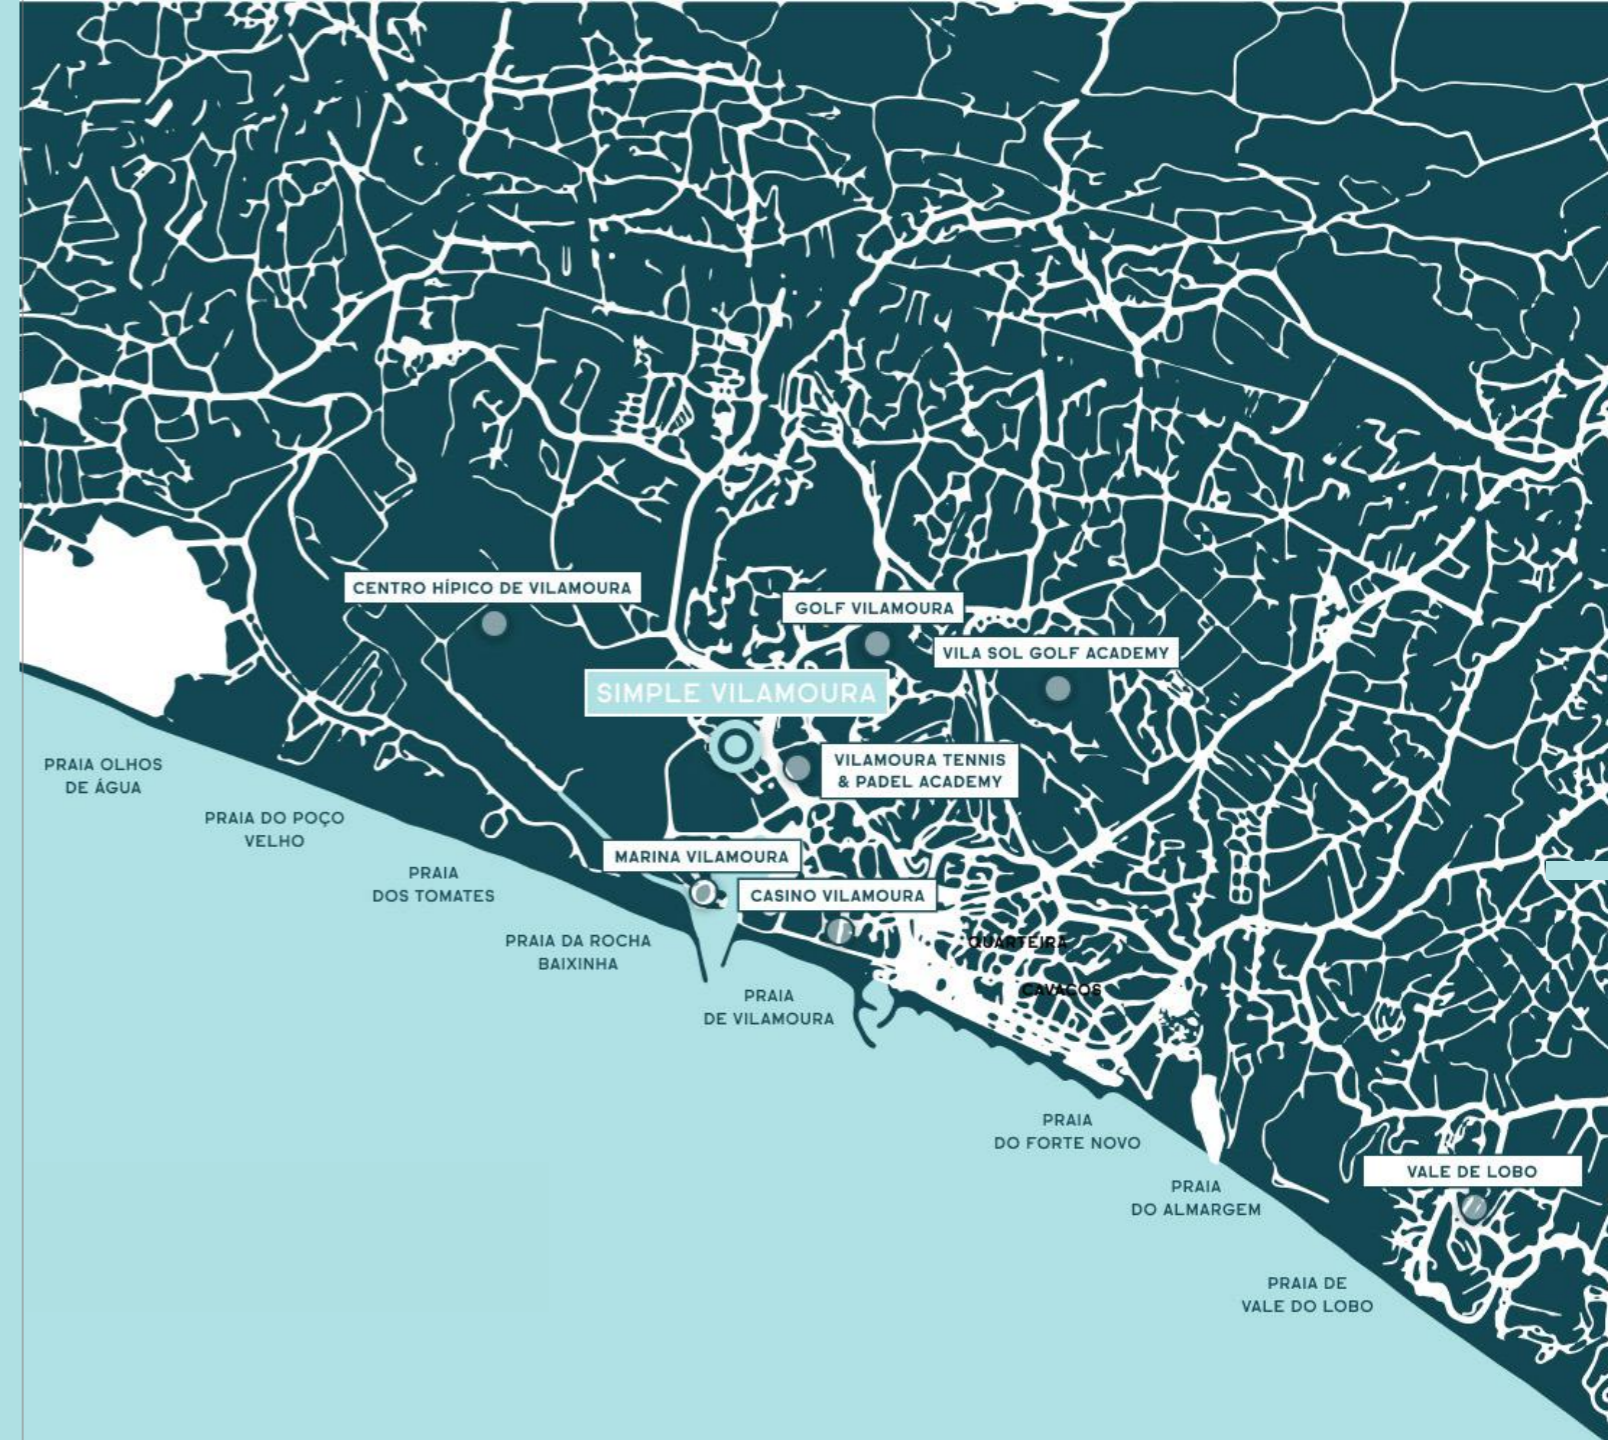 CENTRO HÍPICO DE VILAMOURA
GOLF VILAMOURA
VILA SOL GOLF ACADEMY
SIMPLE VILAMOURA
VILAMOURA TENNIS
& PADEL ACADEMY
PRAIA OLHOS
DE ÁGUA
PRAIA DO POÇO
VELHO
MARINA VILAMOURA
PRAIA
DOS TOMATES
CASINO VILAMOURA
PRAIA DA ROCHA
BAIXINHA
QUARTEIRA
CAVACOS
PRAIA
DE VILAMOURA
PRAIA
DO FORTE NOVO
VALE DE LOBO
PRAIA
DO ALMARGEM
PRAIA DE
VALE DO LOBO